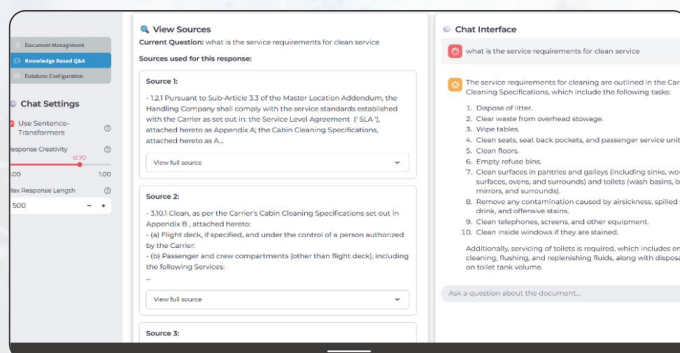 Document Management
Knowledge Based Q&A
Database Configuration
Chat Settings
Use Sentence-
Transformers
Response Creativity
0.70
1.00
Max Response Length
500
- +
View Sources
Current Question: what is the service requirements for clean service
Sources used for this response:
Source 1:
- 1.2.1 Pursuant to Sub-Article 3.3 of the Master Location Addendum, the
Handling Company shall comply with the service standards established
with the Carrier as set out in: the Service Level Agreement ("SLA"),
attached hereto as Appendix A; the Cabin Cleaning Specifications,
attached hereto as A...
View full source
Source 2:
- 3.10.1 Clean, as per the Carrier's Cabin Cleaning Specifications set out in
Appendix B , attached hereto:
- (a) Flight deck, if specified, and under the control of a person authorized
by the Carrier:
- (b) Passenger and crew compartments (other than flight deck), including
the following Services:
...
View full source
Source 3:
Chat Interface
what is the service requirements for clean service
The service requirements for cleaning are outlined in the Car
Cleaning Specifications, which include the following tasks:
1. Dispose of litter.
2. Clear waste from overhead stowage.
3. Wipe tables.
4. Clean seats, seat back pockets, and passenger service unit
5. Clean floors.
6. Empty refuse bins.
7. Clean surfaces in pantries and galleys (including sinks, wo
surfaces, ovens, and surrounds) and toilets (wash basins, b
mirrors, and surrounds).
8. Remove any contamination caused by airsickness, spilled
drink, and offensive stains.
9. Clean telephones, screens, and other equipment.
10. Clean inside windows if they are stained.
Additionally, servicing of toilets is required, which includes em
cleaning, flushing, and replenishing fluids, along with disposa
on toilet tank volume.
Ask a question about the document...